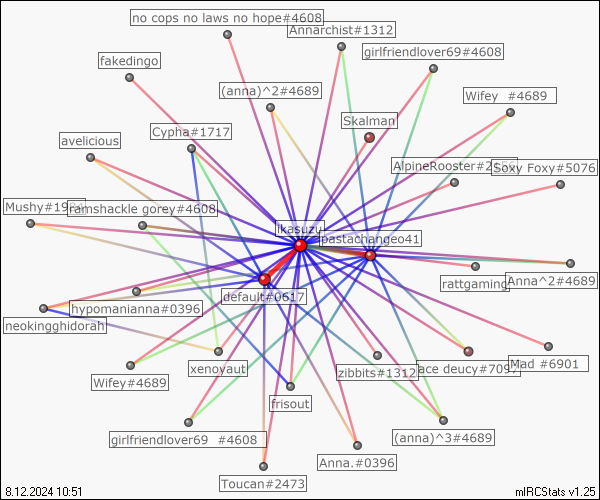 no cops no laws no hope#4608
Annarchist#1312
girlfriendlover69#4608
fakedingo
(anna)^2#4689
Wifey #4689
Skalman
Cypha#1717
avelicious
AlpineRooster#2
Soxy Foxy#5076
Mushy#19
ramshackle gorey#4608
lkasuzu
pastachangeo41
rattgaming
Anna^2#4689
default#0617
hypomanianna#0396
neokingghidorah
xenoyaut
zibbits#1312
ace deucy#709
Mad #6901
Wifey#4689
frisout
girlfriendlover69 #4608
(anna)^3#4689
Anna.#0396
Toucan#2473
8.12.2024 10:51
mIRCStats v1.25